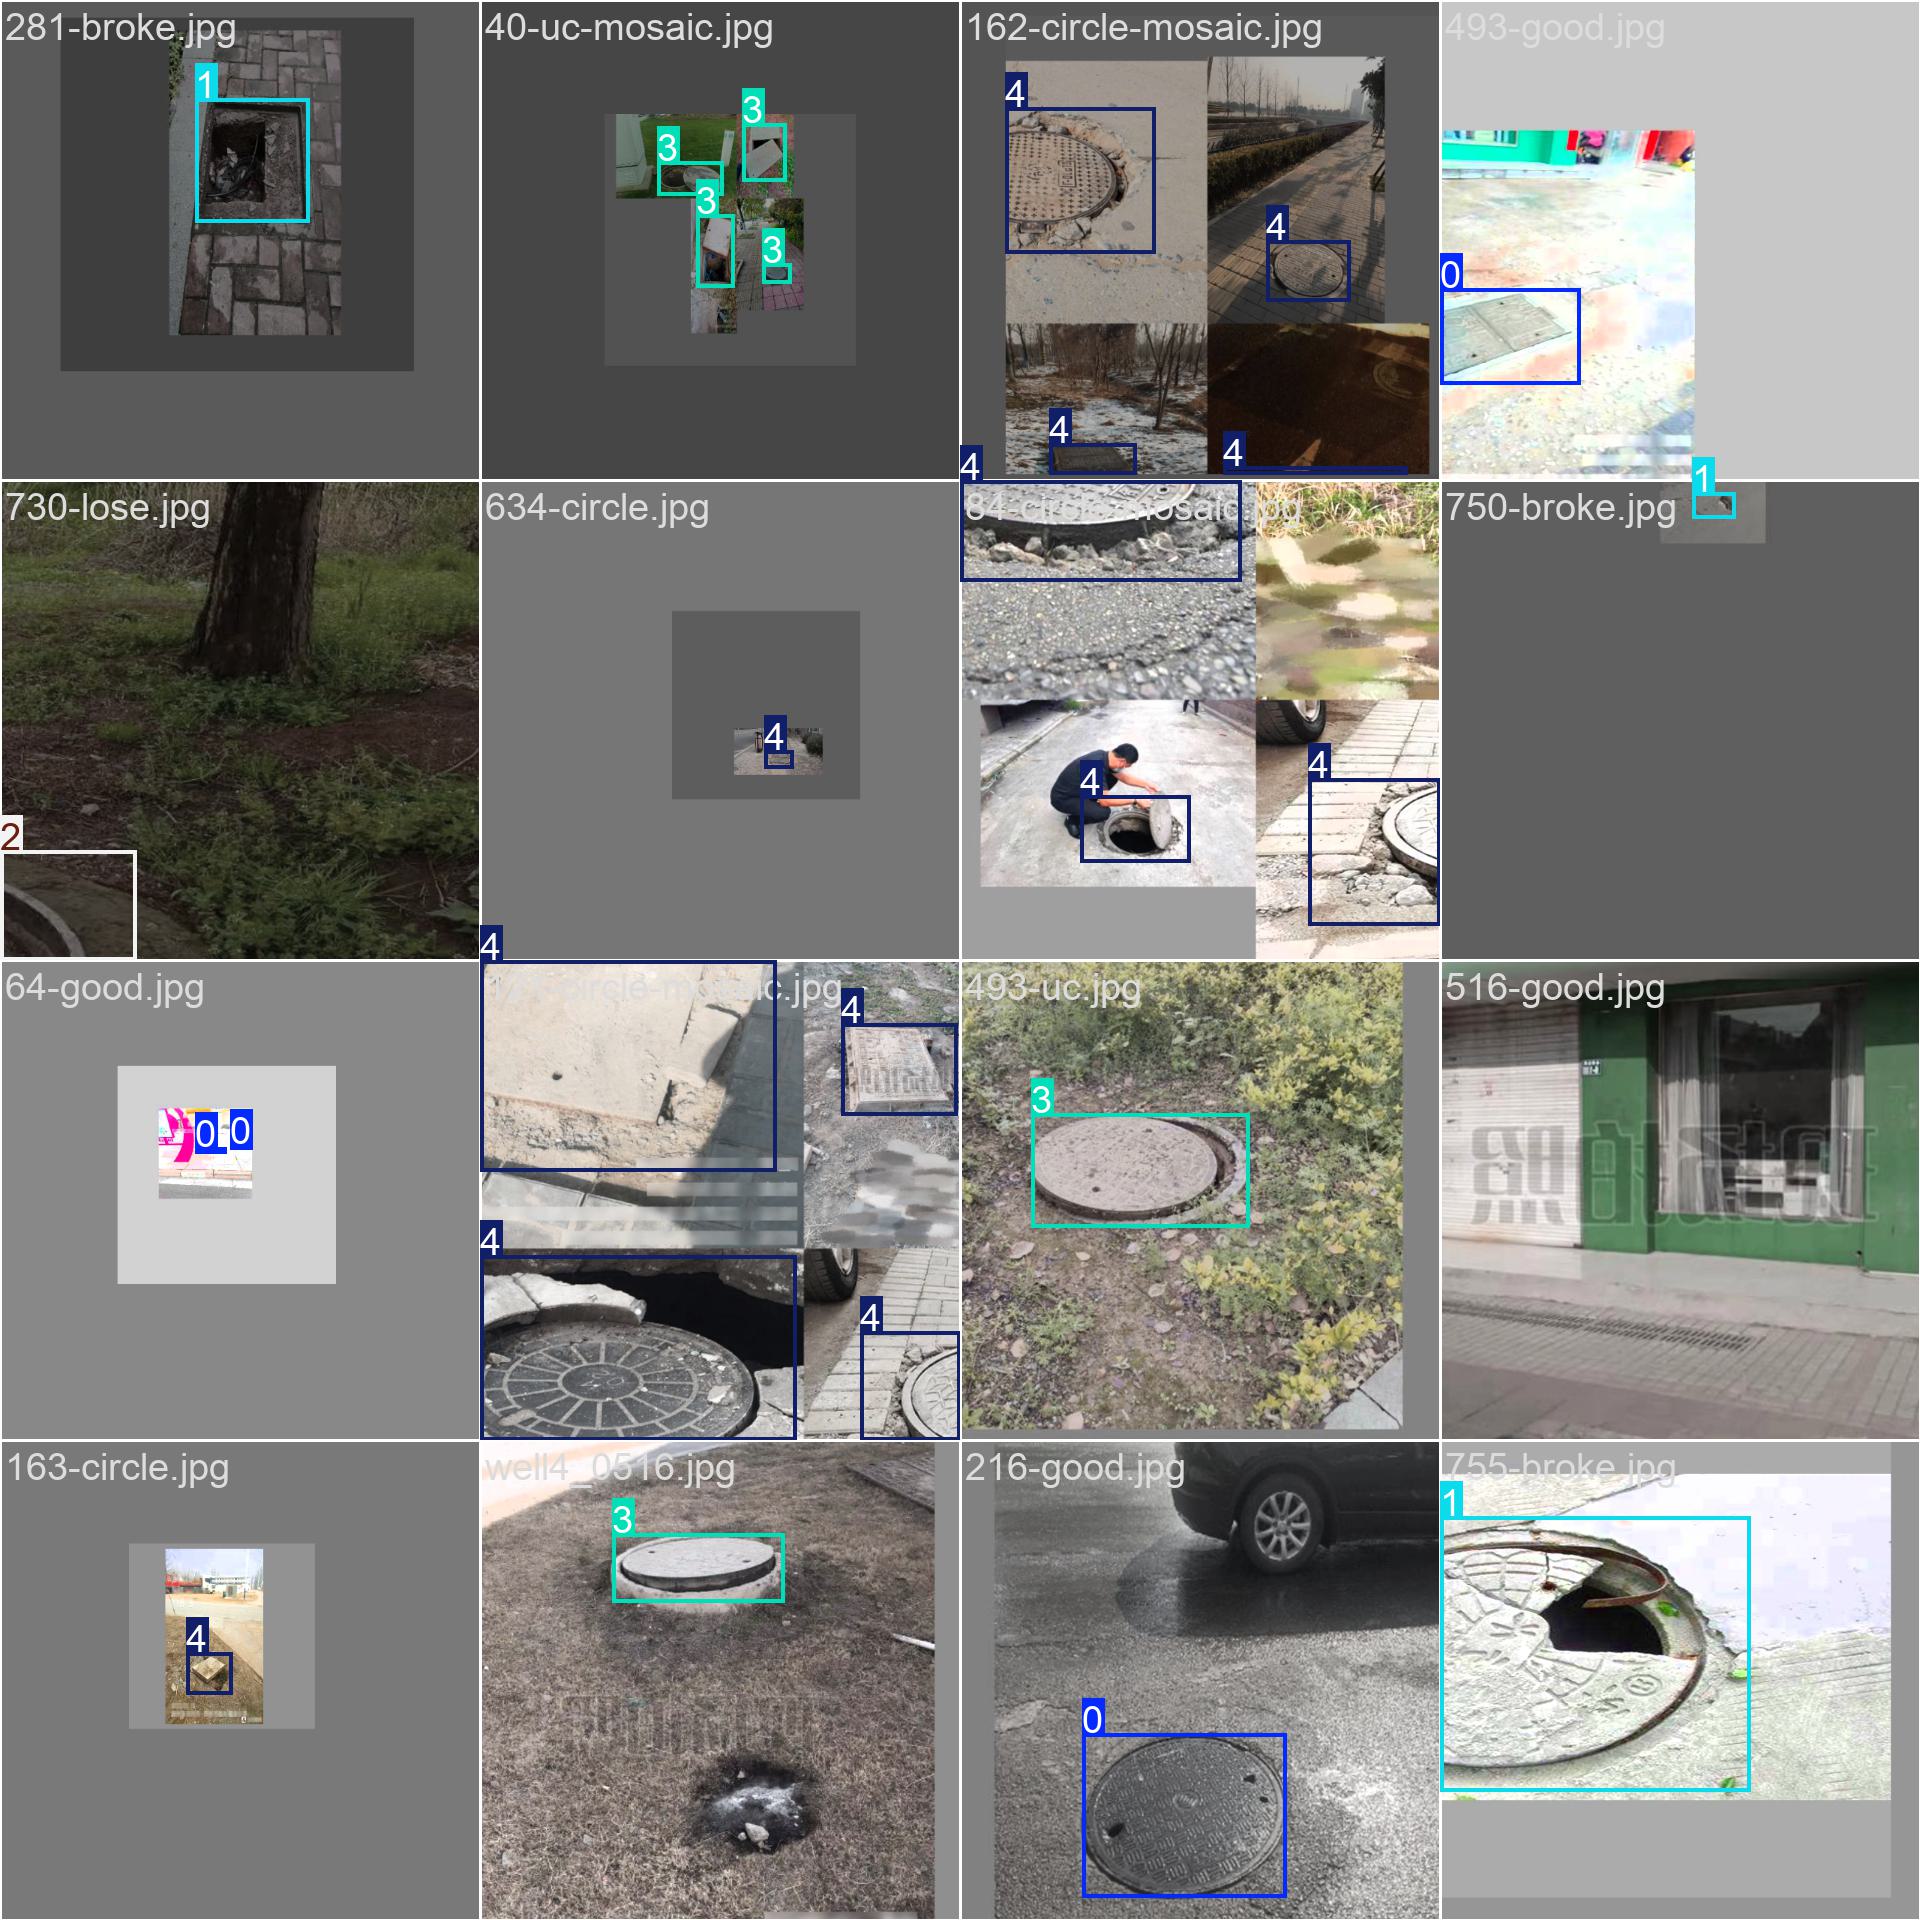 281-broke.jpg
40-uc-mosaic.jpg
162-circle-mosaic.jpg
493-good.jpg
1
3
3
3
3
4
4
4
4
0
730-lose.jpg
634-circle.jpg
84-circle-mosaic.jpg
750-broke.jpg
2
4
4
4
4
1
64-good.jpg
493-uc.jpg
516-good.jpg
0
0
4
4
4
4
3
163-circle.jpg
well4_0516.jpg
216-good.jpg
755-broke.jpg
4
3
0
1